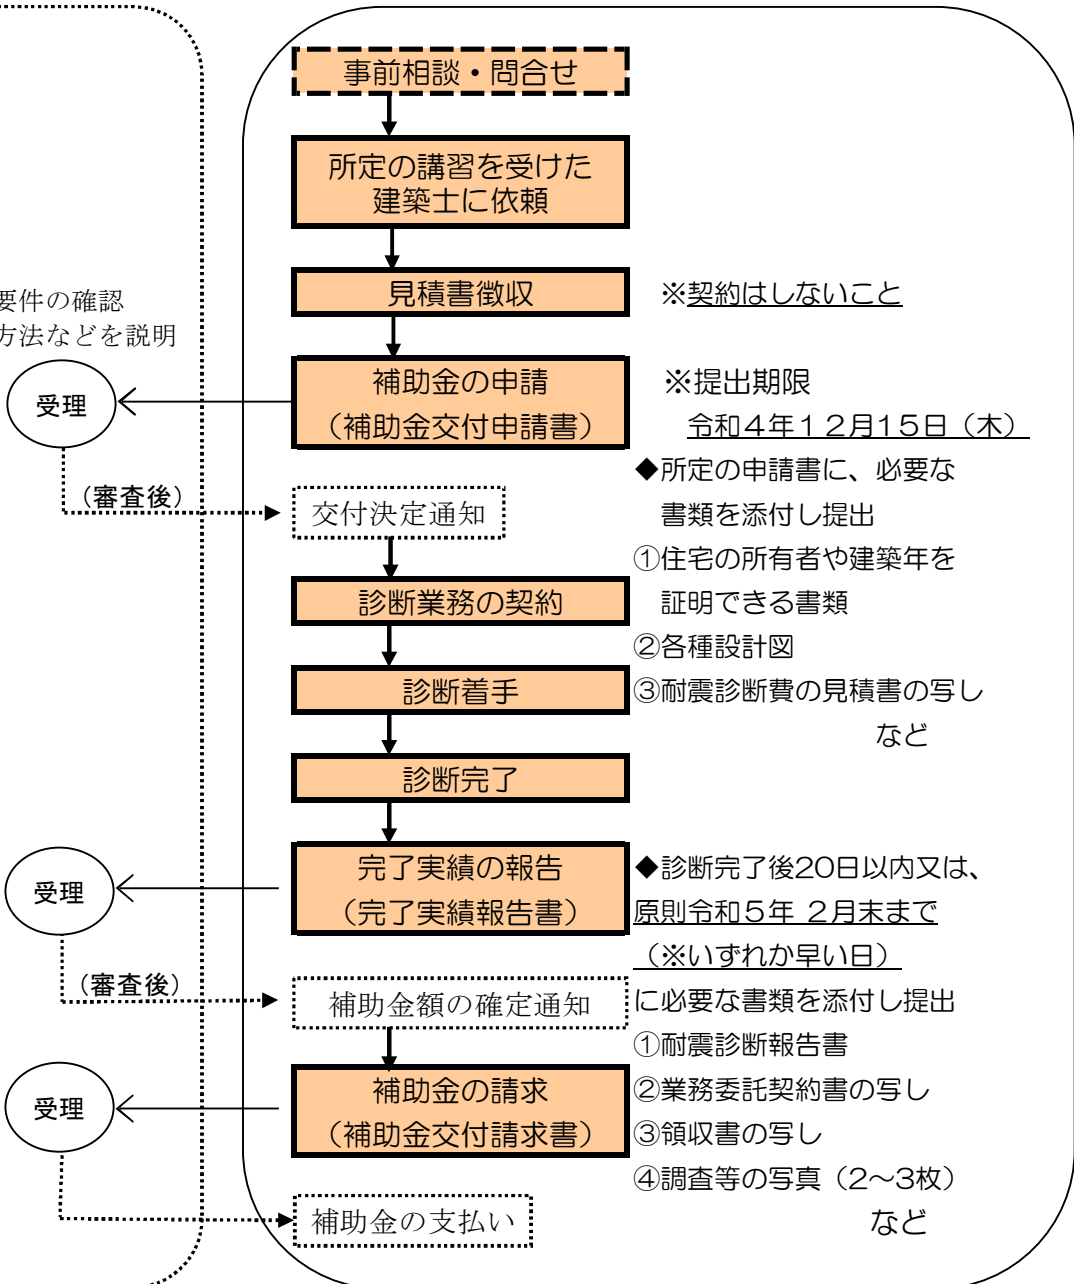 事前相談・問合せ
所定の講習を受けた
建築士に依頼
見積書徴収
※契約はしないこと
要件の確認
方法などを説明
受理
補助金の申請
（補助金交付申請書）
※提出期限
令和４年１２月１５日（木）
◆所定の申請書に、必要な
書類を添付し提出
①住宅の所有者や建築年を
証明できる書類
②各種設計図
③耐震診断費の見積書の写し
など
（審査後）
交付決定通知
診断業務の契約
診断着手
診断完了
受理
完了実績の報告
（完了実績報告書）
◆診断完了後20日以内又は、
原則令和５年 ２月末まで
（※いずれか早い日）
に必要な書類を添付し提出
①耐震診断報告書
②業務委託契約書の写し
③領収書の写し
④調査等の写真（2～3枚）
など
（審査後）
補助金額の確定通知
受理
補助金の請求
（補助金交付請求書）
補助金の支払い